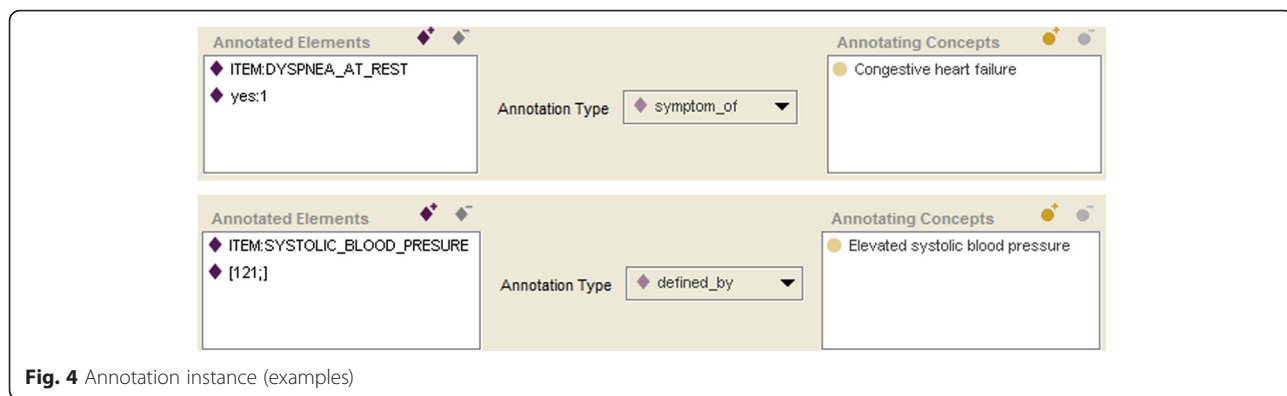 Annotated Elements
Annotating Concepts
ITEM:DYSPNEA_AT_REST
yes:1
Annotation Type
symptom_of
Congestive heart failure
Annotated Elements
Annotating Concepts
ITEM:SYSTOLIC_BLOOD_PRESURE
[121;]
Annotation Type
defined_by
Elevated systolic blood pressure
Fig. 4 Annotation instance (examples)